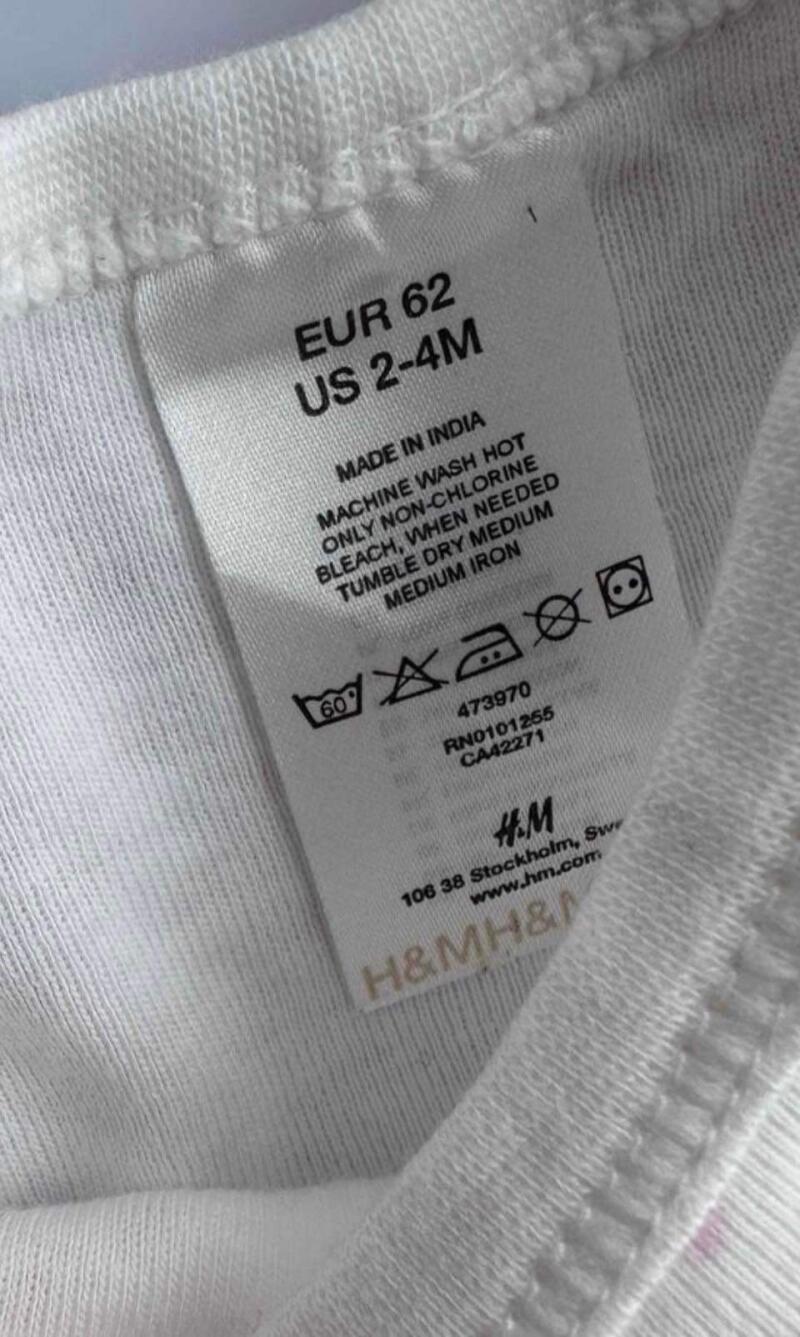 EUR 62
US 2-4M
MADE IN INDIA
MACHINE WASH HOT
ONLY NON-CHLORINE
BLEACH, WHEN NEEDED
TUMBLE DRY MEDIUM
MEDIUM IRON
60°
473970
RN0101255
CA42271
H&M
106 38 Stockholm, Swe
www.hm.com
H&MH&M